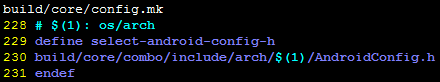 build/core/config.mk
228 # $(1): os/arch
229 define select-android-config-h
230 build/core/combo/include/arch/$(1)/AndroidConfig.h
231 endef